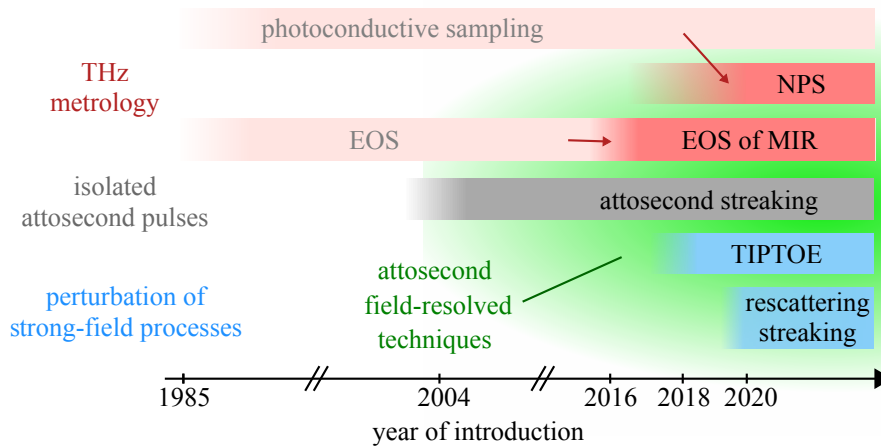 photoconductive sampling
THz
metrology
NPS
EOS
EOS of MIR
isolated
attosecond pulses
attosecond streaking
TIPTOE
attosecond
field-resolved
techniques
perturbation of
strong-field processes
rescattering
streaking
1985
2004
2016
2018
2020
year of introduction